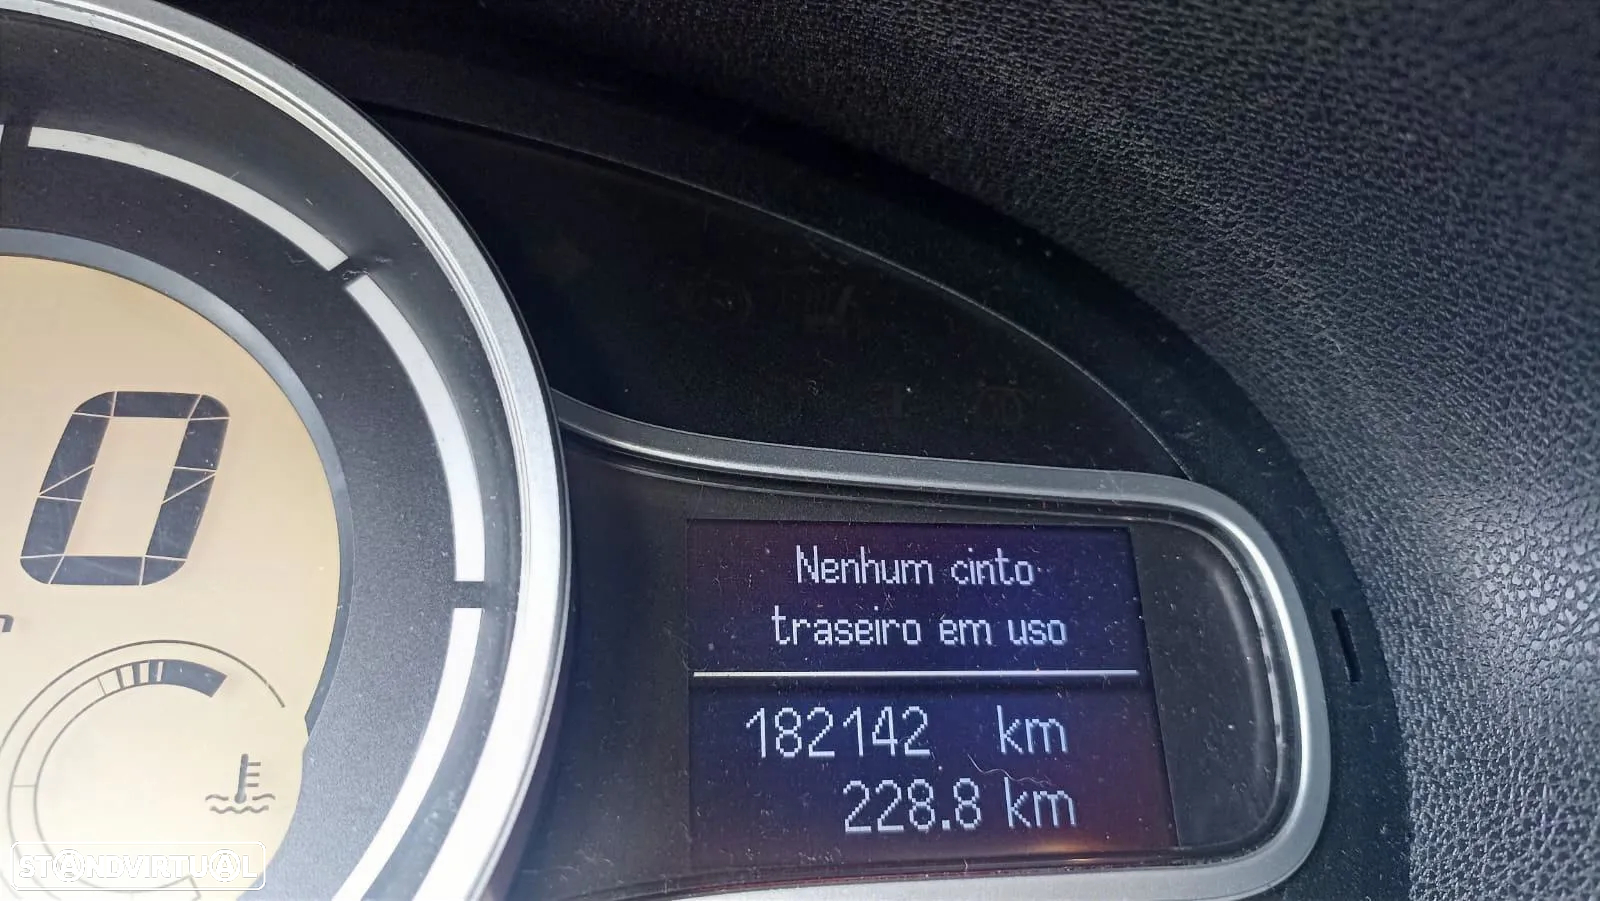 0
Nenhum cinto
traseiro em uso
182142 km
228.8 km
STANDVIRTUAL